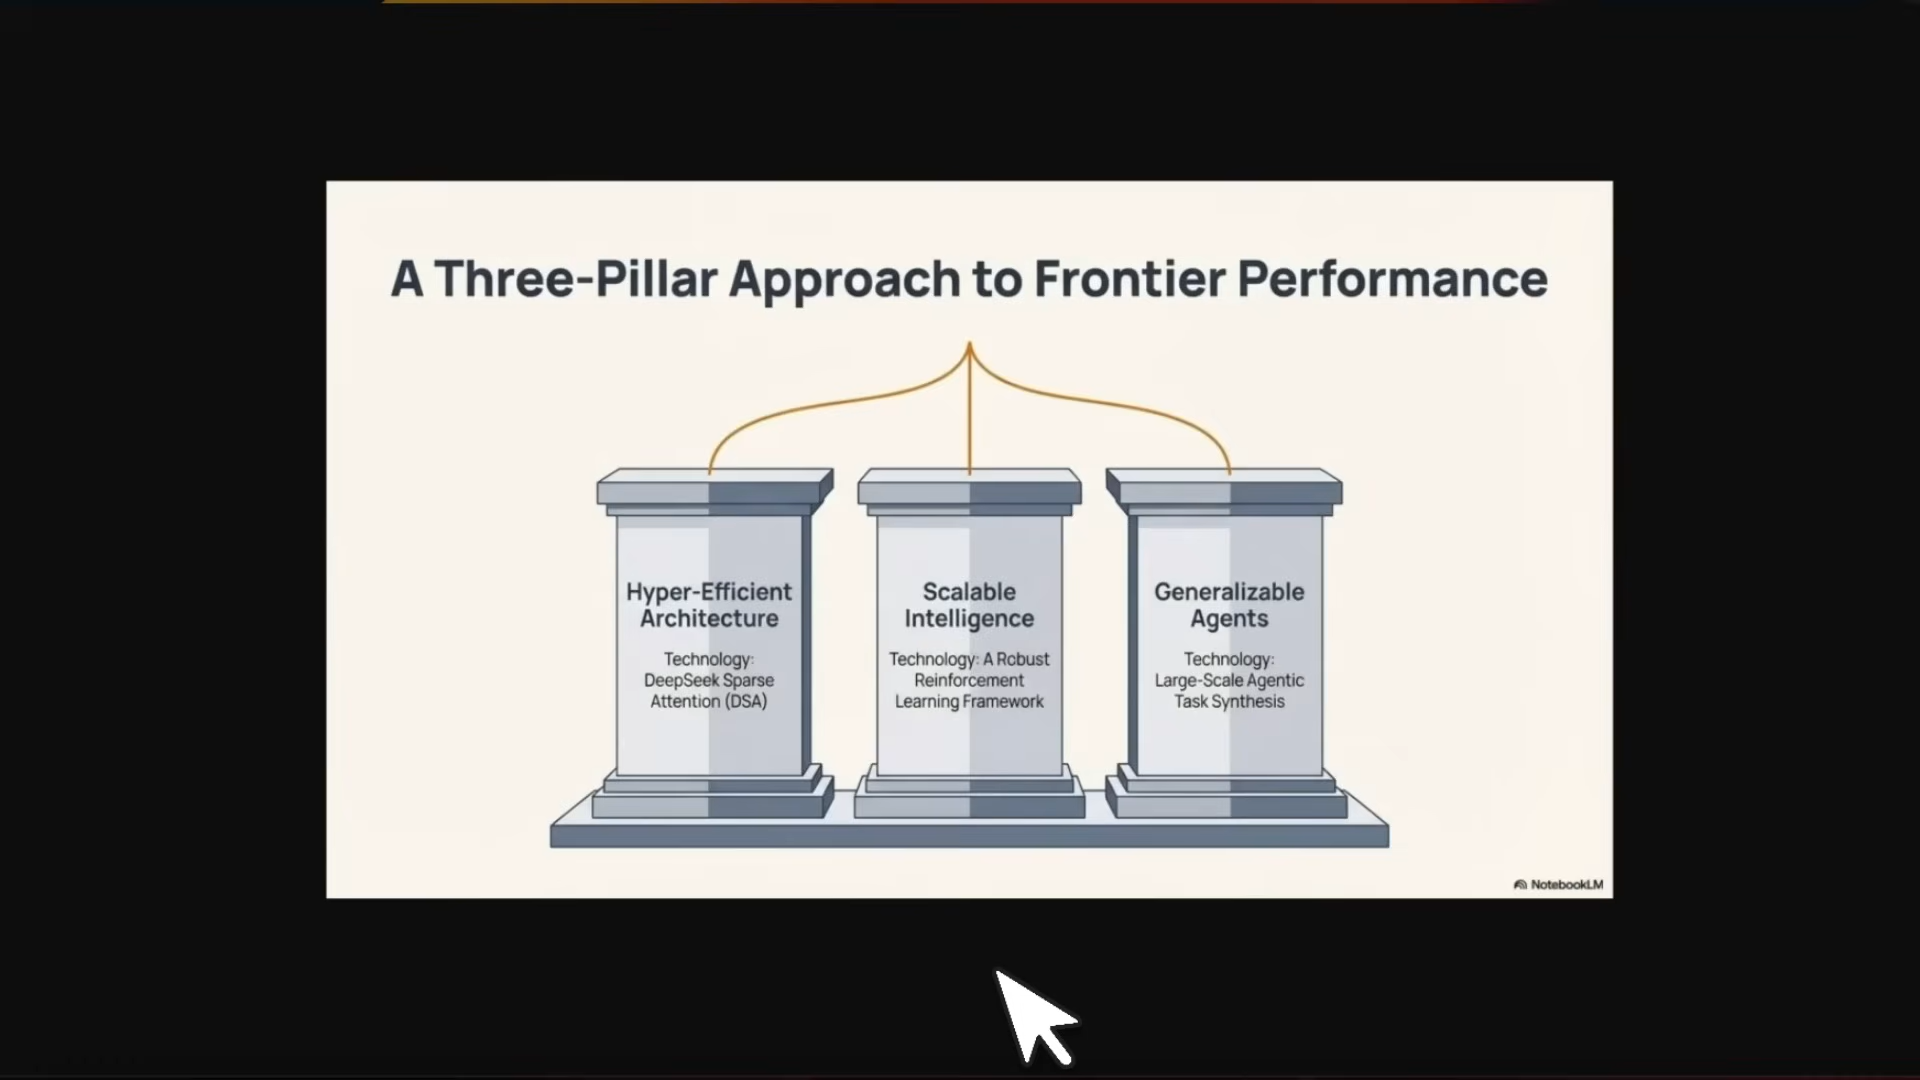 A Three-Pillar Approach to Frontier Performance
Hyper-Efficient
Architecture
Technology:
DeepSeek Sparse
Attention (DSA)
Scalable
Intelligence
Technology: A Robust
Reinforcement
Learning Framework
Generalizable
Agents
Technology:
Large-Scale Agentic
Task Synthesis
NotebookLM